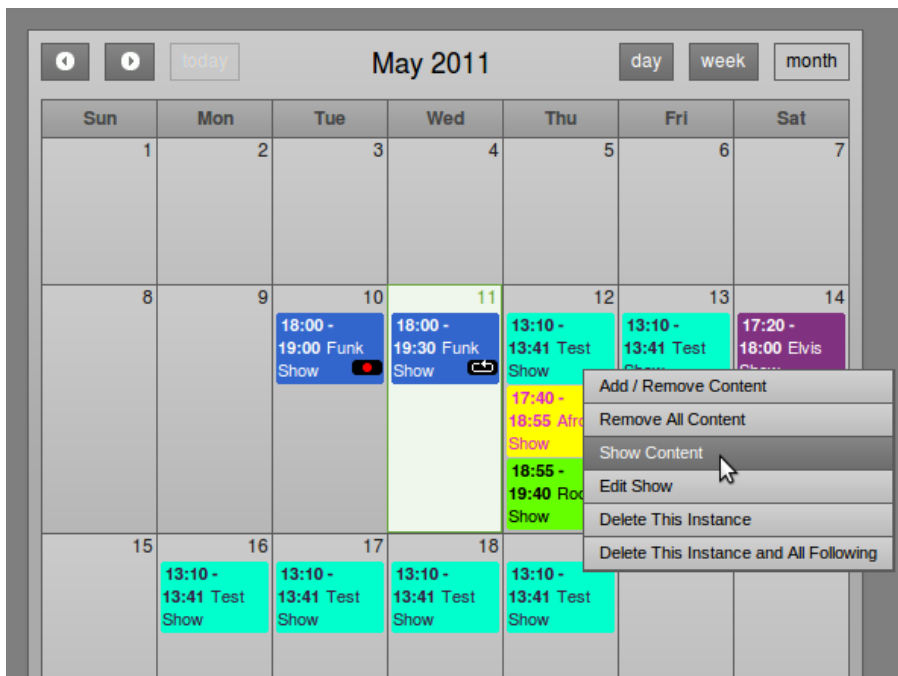 today May 2011 day week month
Sun Mon Tue Wed Thu Fri Sat
1 2 3 4 5 6 7
8 9 10 11 12 13 14
18:00 -
19:00 Funk
Show
18:00 -
19:30 Funk
Show
13:10 -
13:41 Test
Show
17:40 -
18:55
Show
18:55 -
19:40
Show
13:10 -
13:41 Test
Show
17:20 -
18:00 Elvis
Show
Add / Remove Content
Remove All Content
Show Content
Edit Show
Delete This Instance
Delete This Instance and All Following
15 16 17 18
13:10 -
13:41 Test
Show
13:10 -
13:41 Test
Show
13:10 -
13:41 Test
Show
13:10 -
13:41 Test
Show